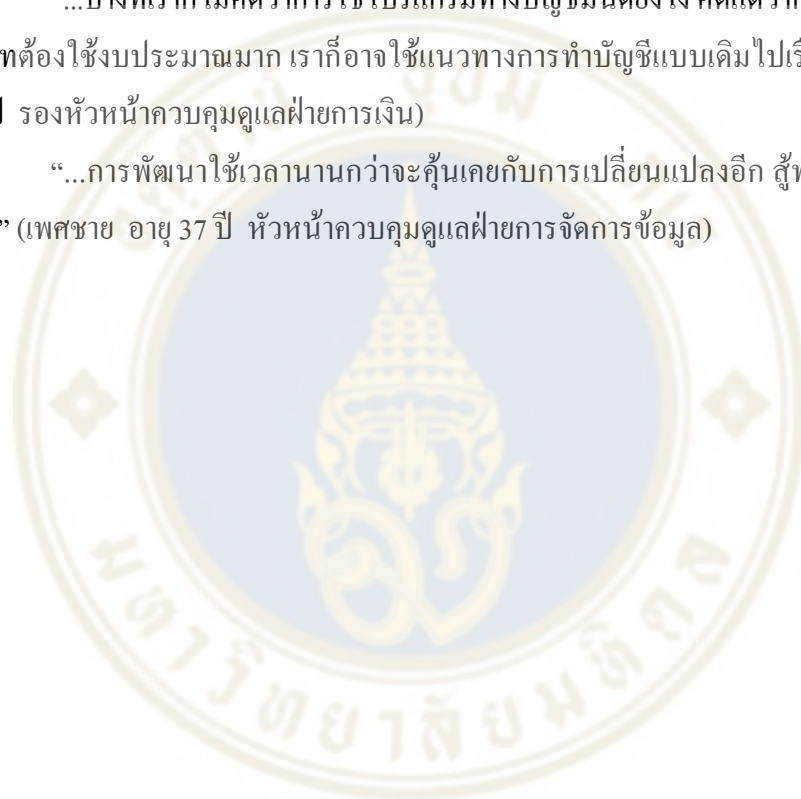 ...บางทีเราก็ไม่คิดว่าการใช้โปรแกรมทางบัญชีมันต้อง
ต้องใช้งบประมาณมาก เราก็อาจใช้แนวทางการทำบัญชีแบบเดิมไป
รองหัวหน้าควบคุมดูแลฝ่ายการเงิน)
“...การพัฒนาใช้เวลานานกว่าจะคุ้นเคยกับการเปลี่ยนแปลงอีก
” (เพศชาย อายุ 37 ปี หัวหน้าควบคุมดูแลฝ่ายการจัดการข้อมูล)
มหาวิทยาลัยมหิดล